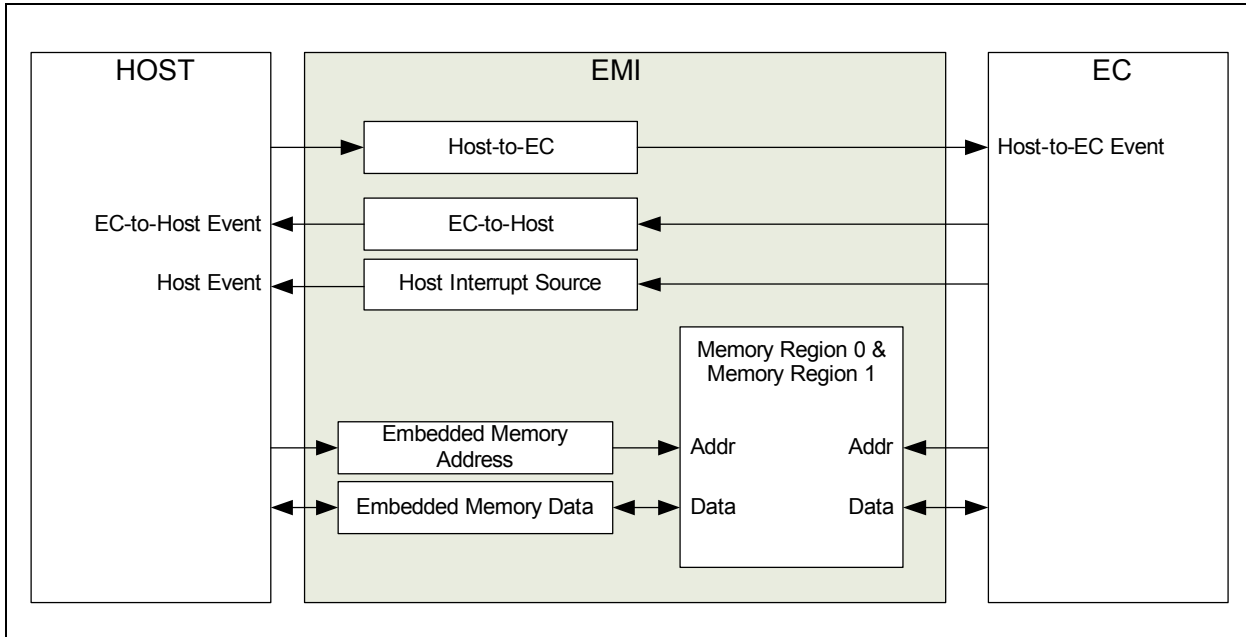 HOST
EMI
EC
Host-to-EC
Host-to-EC Event
EC-to-Host Event
EC-to-Host
Host Event
Host Interrupt Source
Memory Region 0 &
Memory Region 1
Embedded Memory
Address
Addr
Addr
Embedded Memory Data
Data
Data